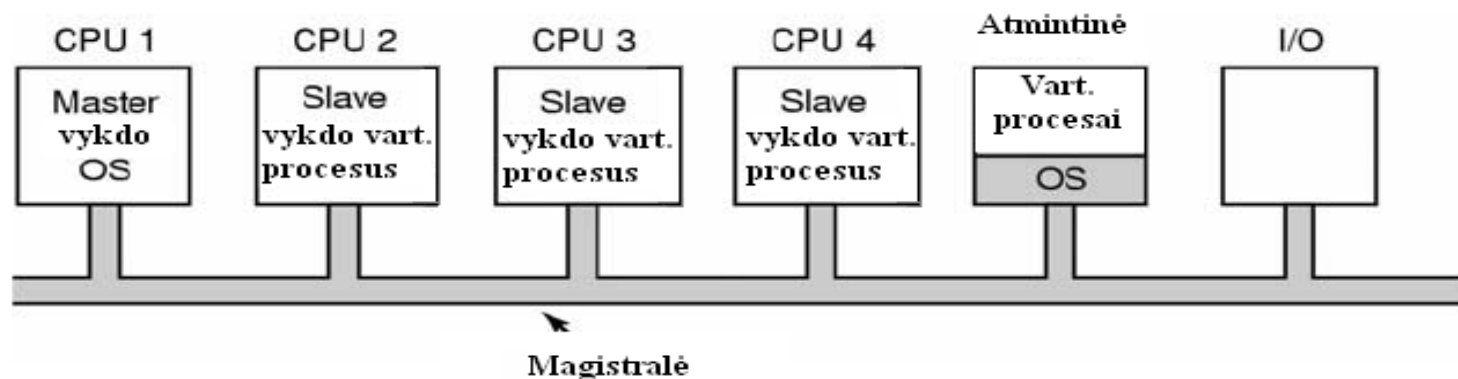 CPU 1
Master
vykdo
OS
CPU 2
Slave
vykdo vart.
procesus
CPU 3
Slave
vykdo vart.
procesus
CPU 4
Slave
vykdo vart.
procesus
Atmintinė
Vart.
procesai
OS
I/O
Magistralė